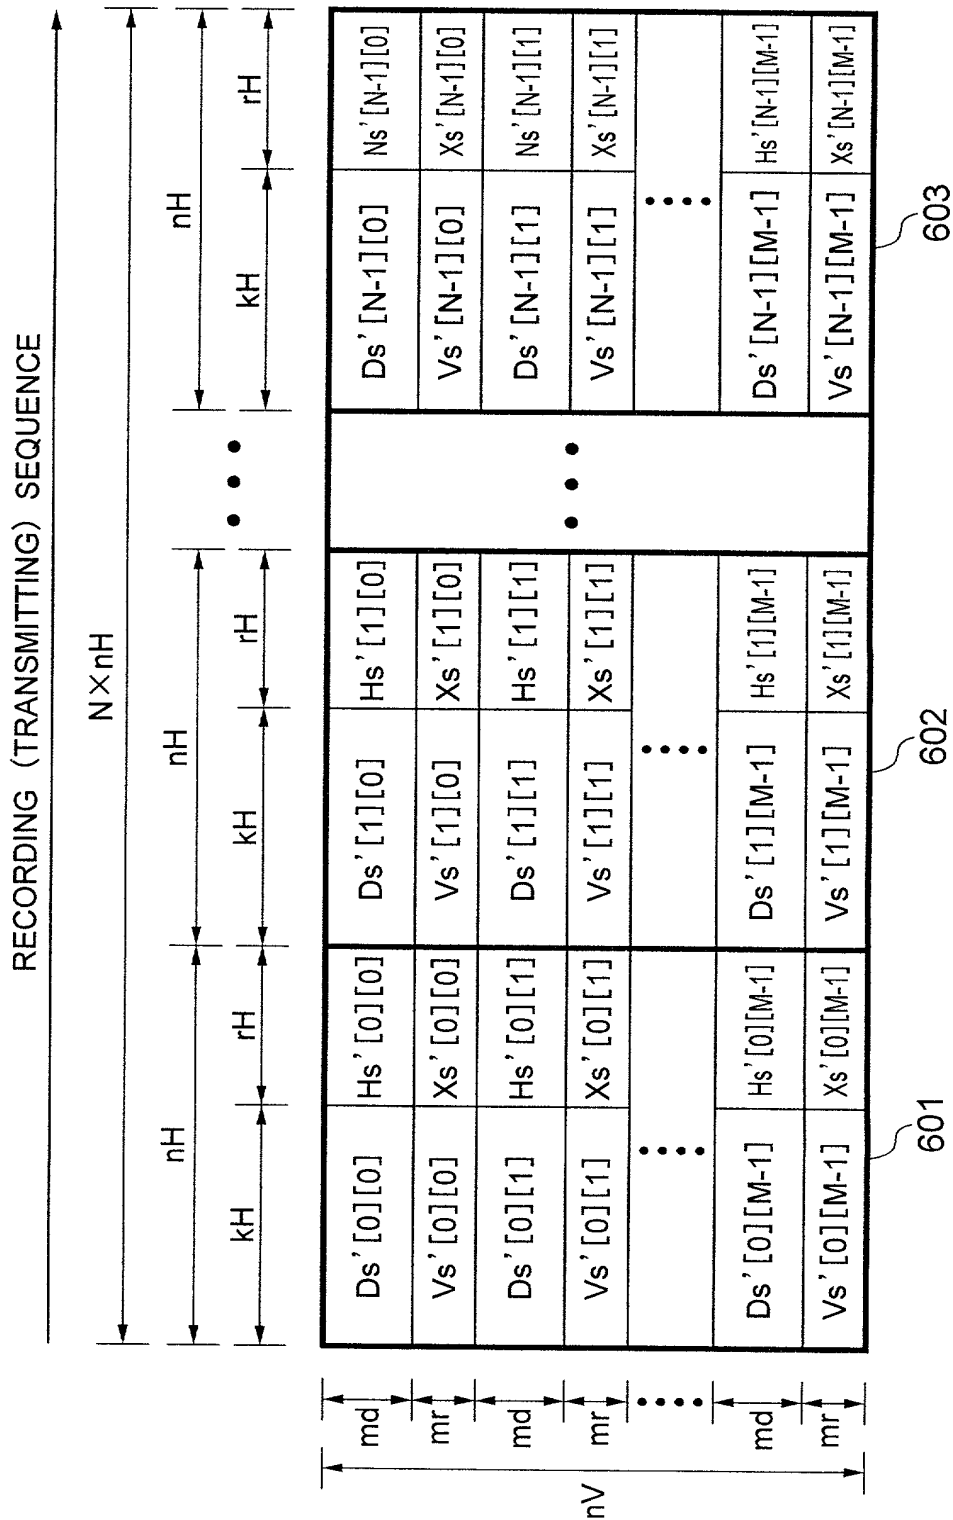 RECORDING (TRANSMITTING) SEQUENCE
N×nH
nH nH nH
kH rH kH rH kH rH
nV
md Ds'[0][0] Hs'[0][0] Ds'[1][0] Hs'[1][0] Ds'[N-1][0] Ns'[N-1][0]
mr Vs'[0][0] Xs'[0][0] Vs'[1][0] Xs'[1][0] Vs'[N-1][0] Xs'[N-1][0]
md Ds'[0][1] Hs'[0][1] Ds'[1][1] Hs'[1][1] Ds'[N-1][1] Ns'[N-1][1]
mr Vs'[0][1] Xs'[0][1] Vs'[1][1] Xs'[1][1] Vs'[N-1][1] Xs'[N-1][1]
md Ds'[0][M-1] Hs'[0][M-1] Ds'[1][M-1] Hs'[1][M-1] Ds'[N-1][M-1] Hs'[N-1][M-1]
mr Vs'[0][M-1] Xs'[0][M-1] Vs'[1][M-1] Xs'[1][M-1] Vs'[N-1][M-1] Xs'[N-1][M-1]
601 602 603